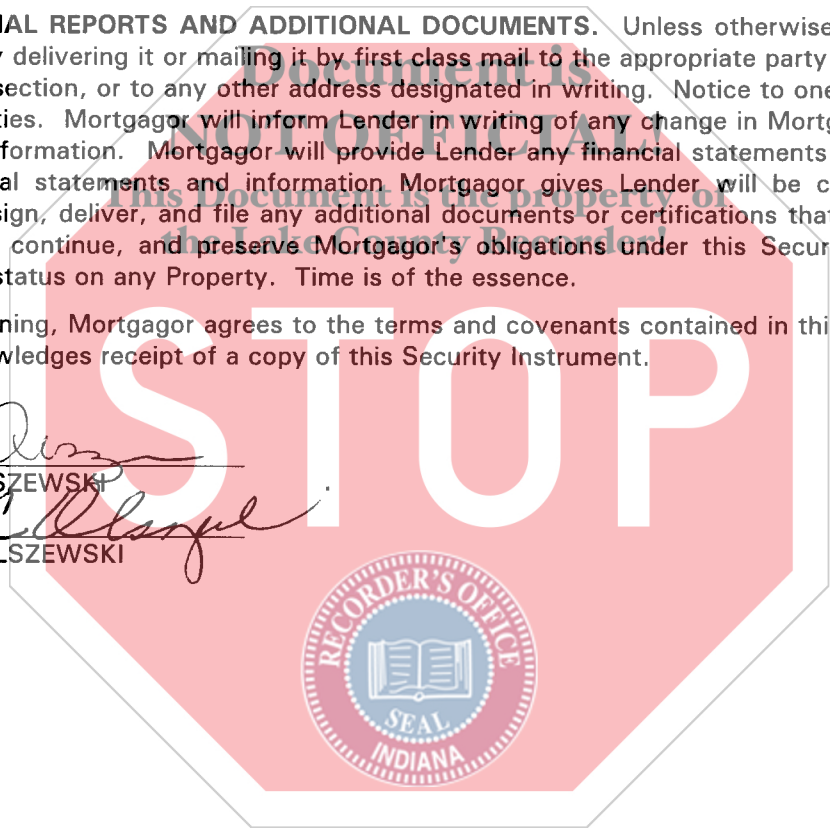 IAL REPORTS AND ADDITIONAL DOCUMENTS. Unless otherwise
y delivering it or mailing it by first class mail to the appropriate party
section, or to any other address designated in writing. Notice to one
ties. Mortgagor will inform Lender in writing of any change in Mortg
formation. Mortgagor will provide Lender any financial statements
al statements and information Mortgagor gives Lender will be c
sign, deliver, and file any additional documents or certifications that
continue, and preserve Mortgagor's obligations under this Secur
status on any Property. Time is of the essence.
Document is
NOT OFFICIAL!
This Document is the property of
the Lake County Recorder!
ning, Mortgagor agrees to the terms and covenants contained in thi
wledges receipt of a copy of this Security Instrument.
STOP
SZEWSKI
LSZEWSKI
RECORDER'S OFFICE
SEAL
INDIANA